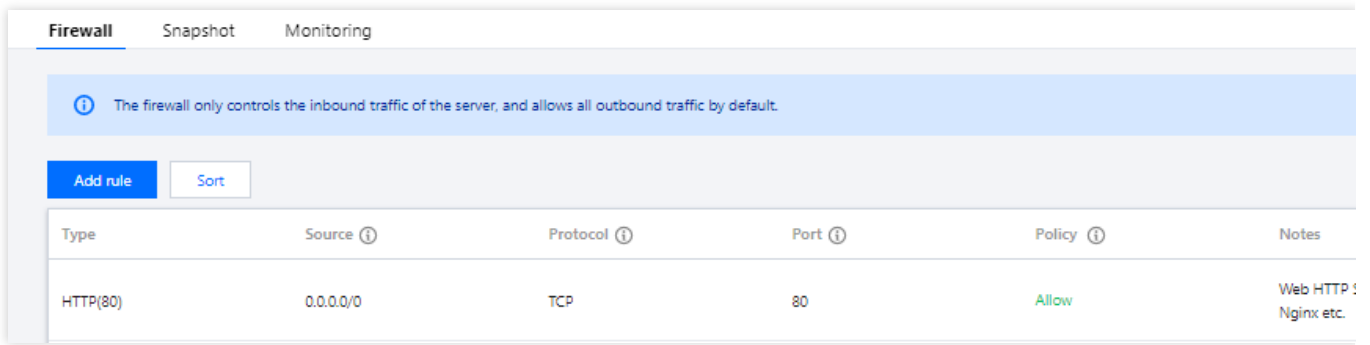 Firewall Snapshot Monitoring
The firewall only controls the inbound traffic of the server, and allows all outbound traffic by default.
Add rule Sort
Type Source Protocol Port Policy Notes
HTTP(80) 0.0.0.0/0 TCP 80 Allow Web HTTP
Nginx etc.